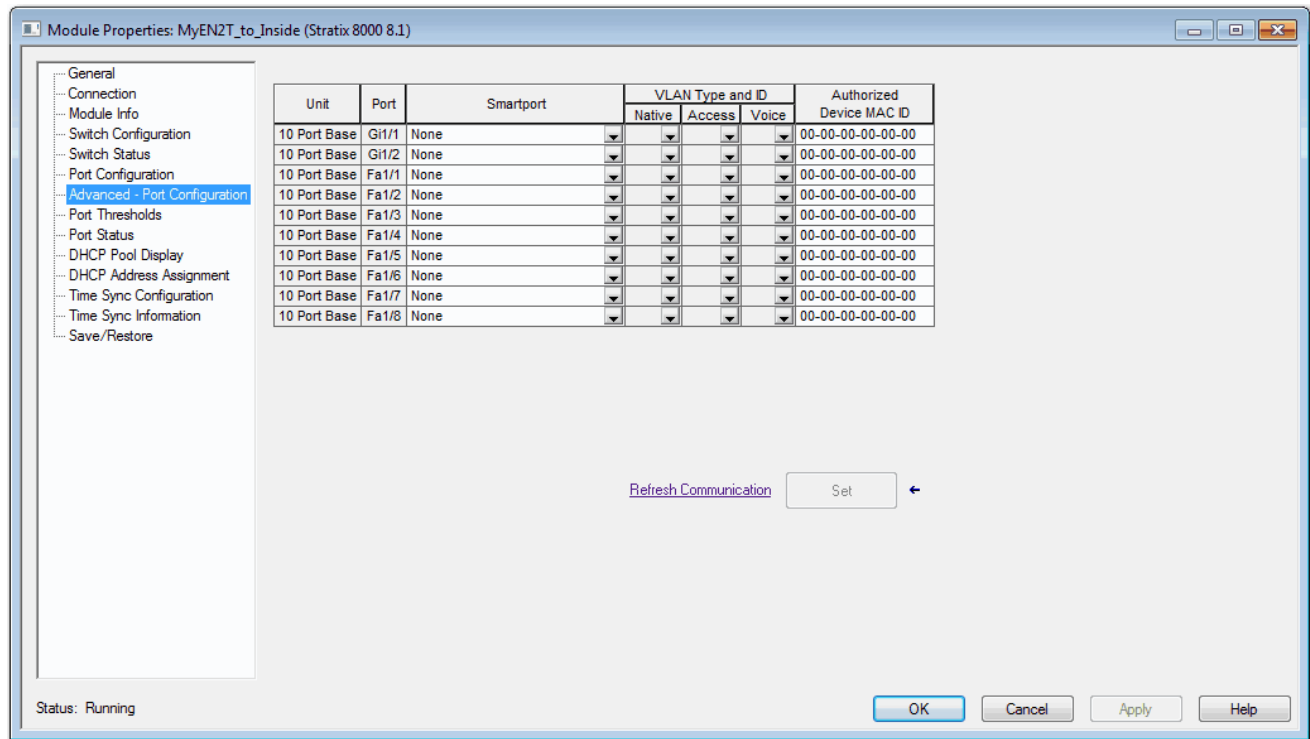 Module Properties: MyEN2T_to_Inside (Stratix 8000 8.1)
General
Connection
Module Info
Switch Configuration
Switch Status
Port Configuration
Advanced - Port Configuration
Port Thresholds
Port Status
DHCP Pool Display
DHCP Address Assignment
Time Sync Configuration
Time Sync Information
Save/Restore
Unit Port Smartport VLAN Type and ID Authorized Device MAC ID
Native Access Voice
10 Port Base Gi1/1 None 00-00-00-00-00-00
10 Port Base Gi1/2 None 00-00-00-00-00-00
10 Port Base Fa1/1 None 00-00-00-00-00-00
10 Port Base Fa1/2 None 00-00-00-00-00-00
10 Port Base Fa1/3 None 00-00-00-00-00-00
10 Port Base Fa1/4 None 00-00-00-00-00-00
10 Port Base Fa1/5 None 00-00-00-00-00-00
10 Port Base Fa1/6 None 00-00-00-00-00-00
10 Port Base Fa1/7 None 00-00-00-00-00-00
10 Port Base Fa1/8 None 00-00-00-00-00-00
Refresh Communication Set
Status: Running
OK Cancel Apply Help